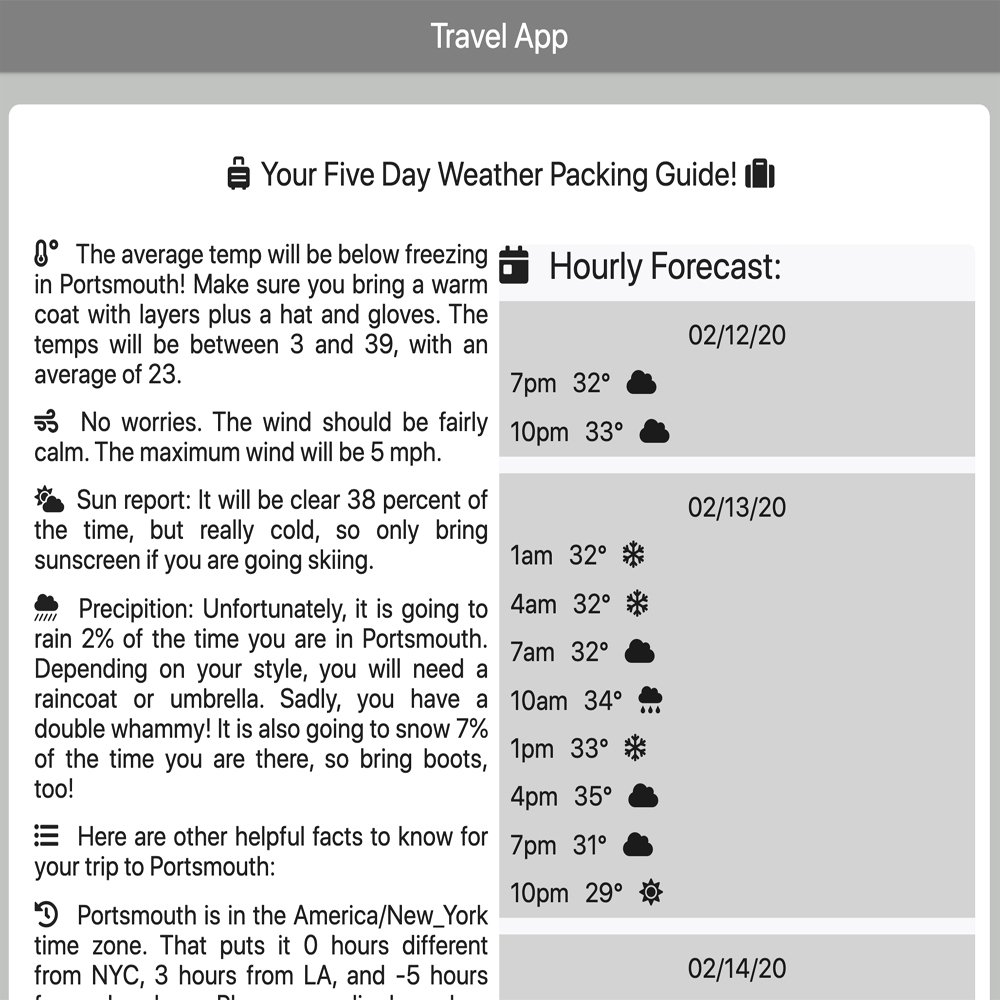 Travel App
Your Five Day Weather Packing Guide!
The average temp will be below freezing
in Portsmouth! Make sure you bring a warm
coat with layers plus a hat and gloves. The
temps will be between 3 and 39, with an
average of 23.
No worries. The wind should be fairly
calm. The maximum wind will be 5 mph.
Sun report: It will be clear 38 percent of
the time, but really cold, so only bring
sunscreen if you are going skiing.
Precipition: Unfortunately, it is going to
rain 2% of the time you are in Portsmouth.
Depending on your style, you will need a
raincoat or umbrella. Sadly, you have a
double whammy! It is also going to snow 7%
of the time you are there, so bring boots,
too!
Here are other helpful facts to know for
your trip to Portsmouth:
Portsmouth is in the America/New_York
time zone. That puts it 0 hours different
from NYC, 3 hours from LA, and -5 hours
Hourly Forecast:
02/12/20
7pm 32°
10pm 33°
02/13/20
1am 32°
4am 32°
7am 32°
10am 34°
1pm 33°
4pm 35°
7pm 31°
10pm 29°
02/14/20